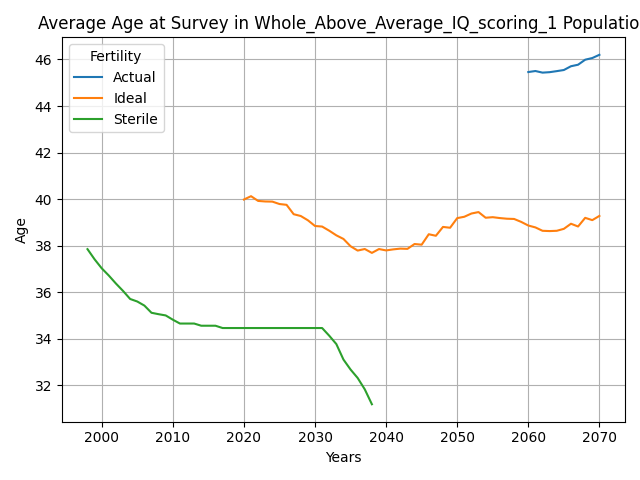 Average Age at Survey in Whole_Above_Average_IQ_scoring_1 Populatio
Fertility
Actual
Ideal
Sterile
Age
46
44
42
40
38
36
34
32
2000 2010 2020 2030 2040 2050 2060 2070
Years